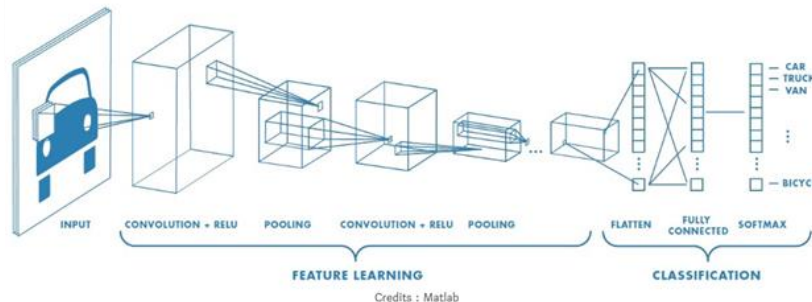 CAR
TRUCK
VAN
BICYC
INPUT CONVOLUTION + RELU POOLING CONVOLUTION + RELU POOLING FLATTEN FULLY CONNECTED SOFTMAX
FEATURE LEARNING CLASSIFICATION
Credits : Matlab